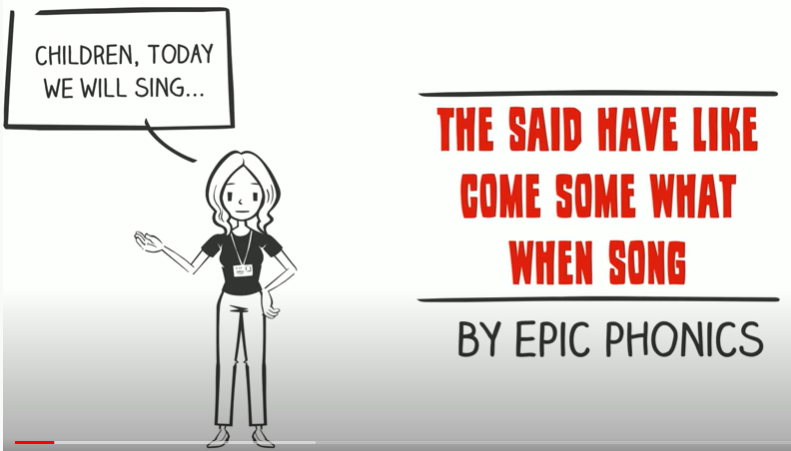 CHILDREN, TODAY
WE WILL SING...
THE SAID HAVE LIKE
COME SOME WHAT
WHEN SONG
BY EPIC PHONICS